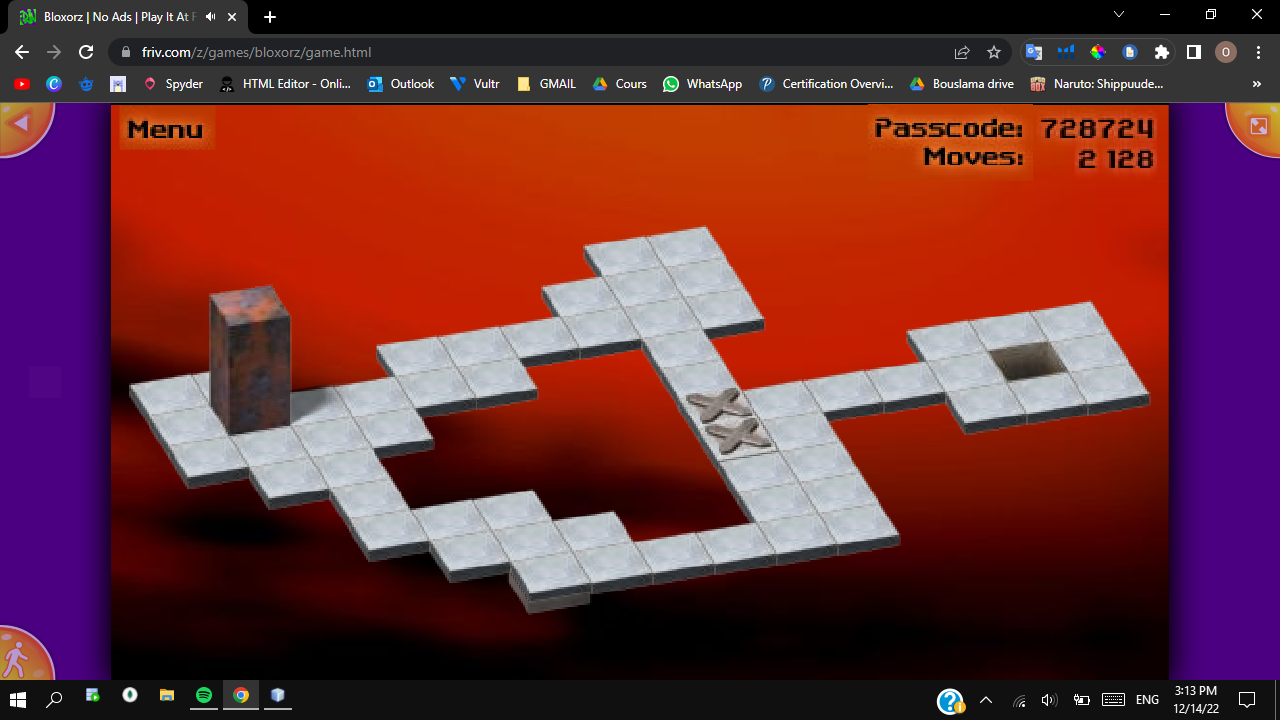 Bloxorz | No Ads | Play It At F
friv.com/z/games/bloxorz/game.html
O
Spyder
HTML Editor - Onli...
Outlook
Vultr
GMAIL
Cours
WhatsApp
Certification Overvi...
Bouslama drive
Naruto: Shippuude...
»
Menu
Passcode: 728724
Moves: 2 128
ENG
3:13 PM
12/14/22